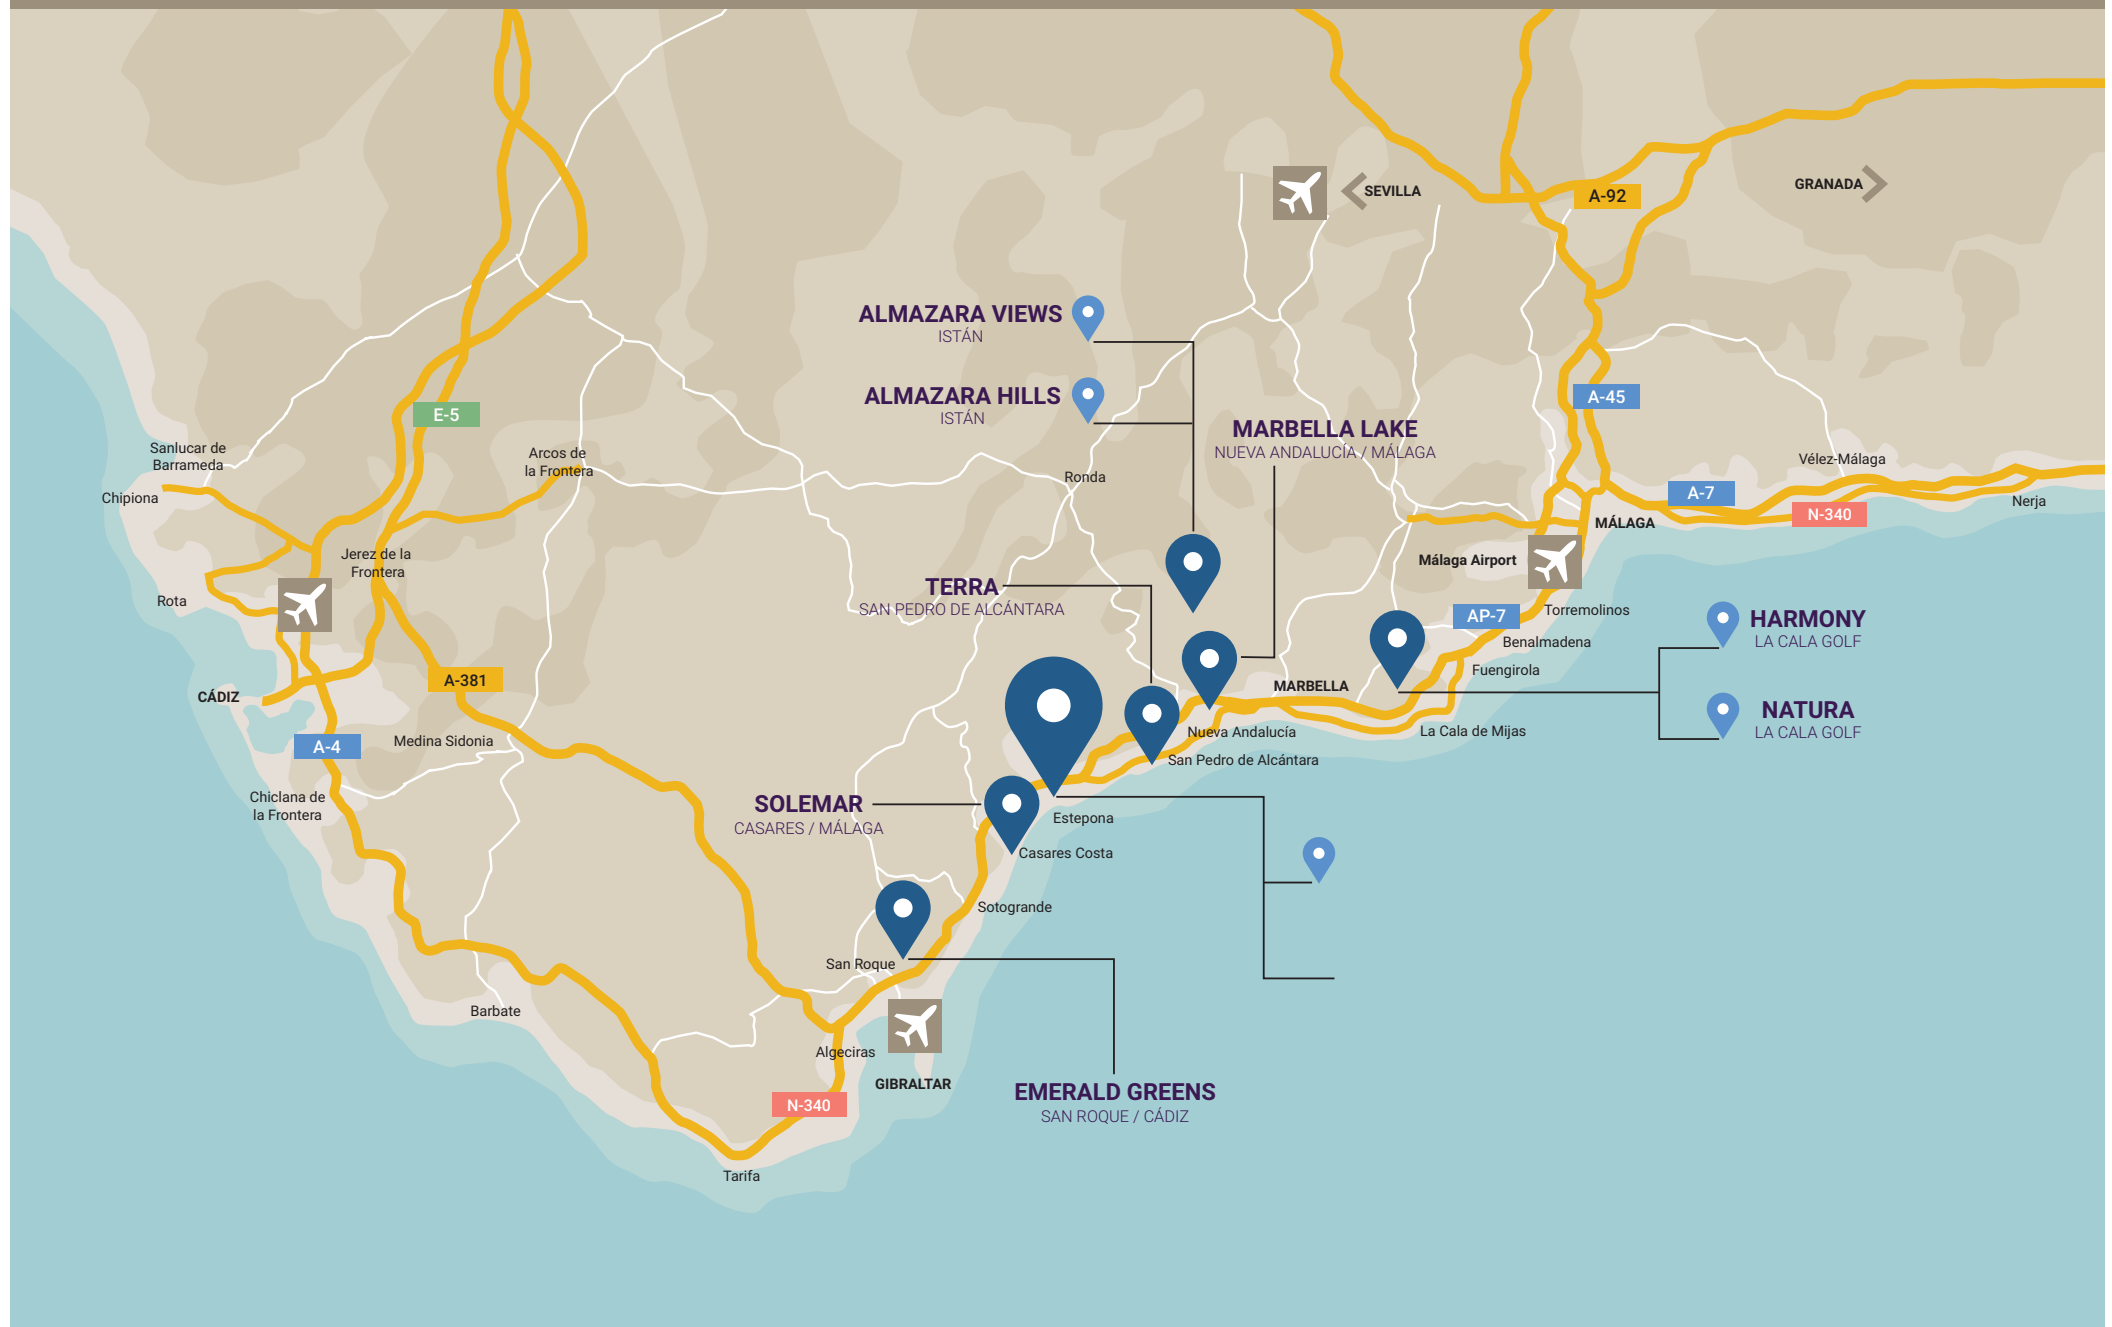 SEVILLA
GRANADA
A-92
ALMAZARA VIEWS
ISTÁN
ALMAZARA HILLS
ISTÁN
A-45
E-5
MARBELLA LAKE
NUEVA ANDALUCÍA / MÁLAGA
Sanlucar de
Barrameda
Arcos de
la Frontera
Vélez-Málaga
Ronda
Chipiona
A-7
Nerja
N-340
MÁLAGA
Jerez de la
Frontera
Málaga Airport
TERRA
SAN PEDRO DE ALCÁNTARA
Rota
Torremolinos
AP-7
HARMONY
LA CALA GOLF
Benalmadena
Fuengirola
A-381
MARBELLA
CÁDIZ
NATURA
LA CALA GOLF
Nueva Andalucía
La Cala de Mijas
Medina Sidonia
A-4
San Pedro de Alcántara
Chiclana de
la Frontera
SOLEMAR
CASARES / MÁLAGA
Estepona
Casares Costa
Sotogrande
San Roque
Barbate
Algeciras
GIBRALTAR
EMERALD GREENS
SAN ROQUE / CÁDIZ
N-340
Tarifa